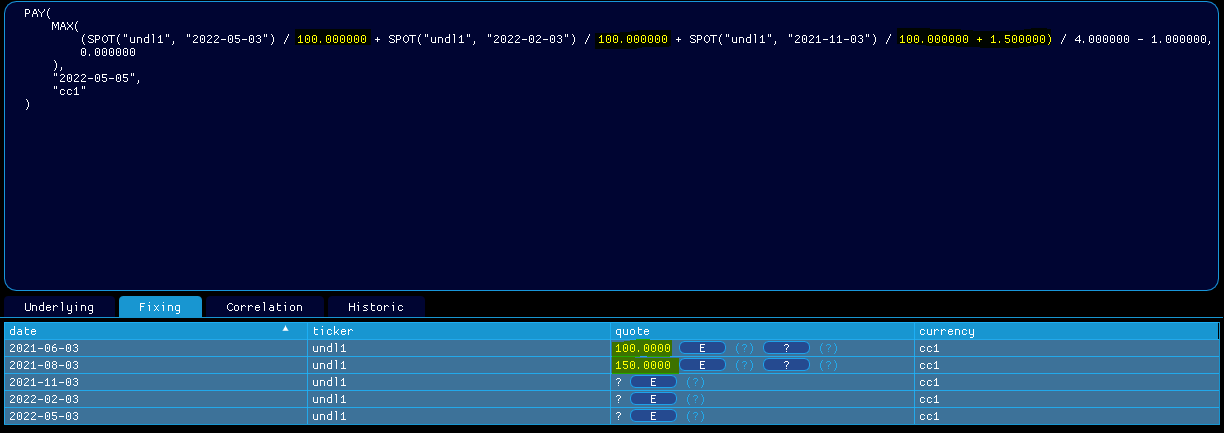 PAY(
MAX(
(SPOT("undl1", "2022-05-03") / 100.000000 + SPOT("undl1", "2022-02-03") / 100.000000 + SPOT("undl1", "2021-11-03") / 100.000000 + 1.500000) / 4.000000 - 1.000000,
0.000000
),
"2022-05-05",
"cc1"
)
Underlying Fixing Correlation Historic
date ▲ ticker quote currency
2021-06-03 undl1 100.0000 E (?) ? (?) cc1
2021-08-03 undl1 150.0000 E (?) ? (?) cc1
2021-11-03 undl1 ? E (?) cc1
2022-02-03 undl1 ? E (?) cc1
2022-05-03 undl1 ? E (?) cc1